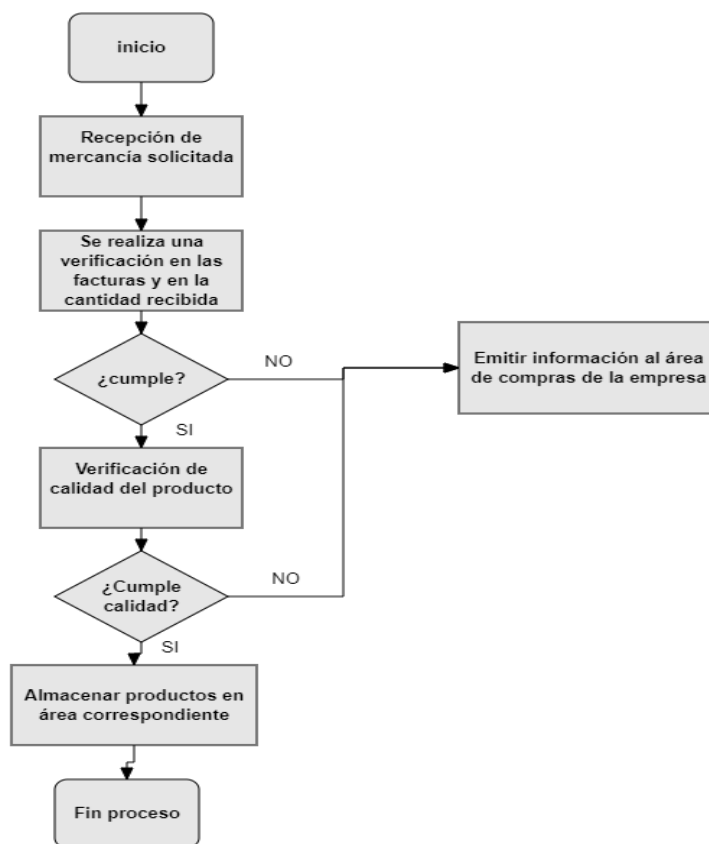 inicio
Recepción de
mercancía solicitada
Se realiza una
verificación en las
facturas y en la
cantidad recibida
¿cumple?
NO
Emitir información al área
de compras de la empresa
SI
Verificación de
calidad del producto
¿Cumple
calidad?
NO
SI
Almacenar productos en
área correspondiente
Fin proceso